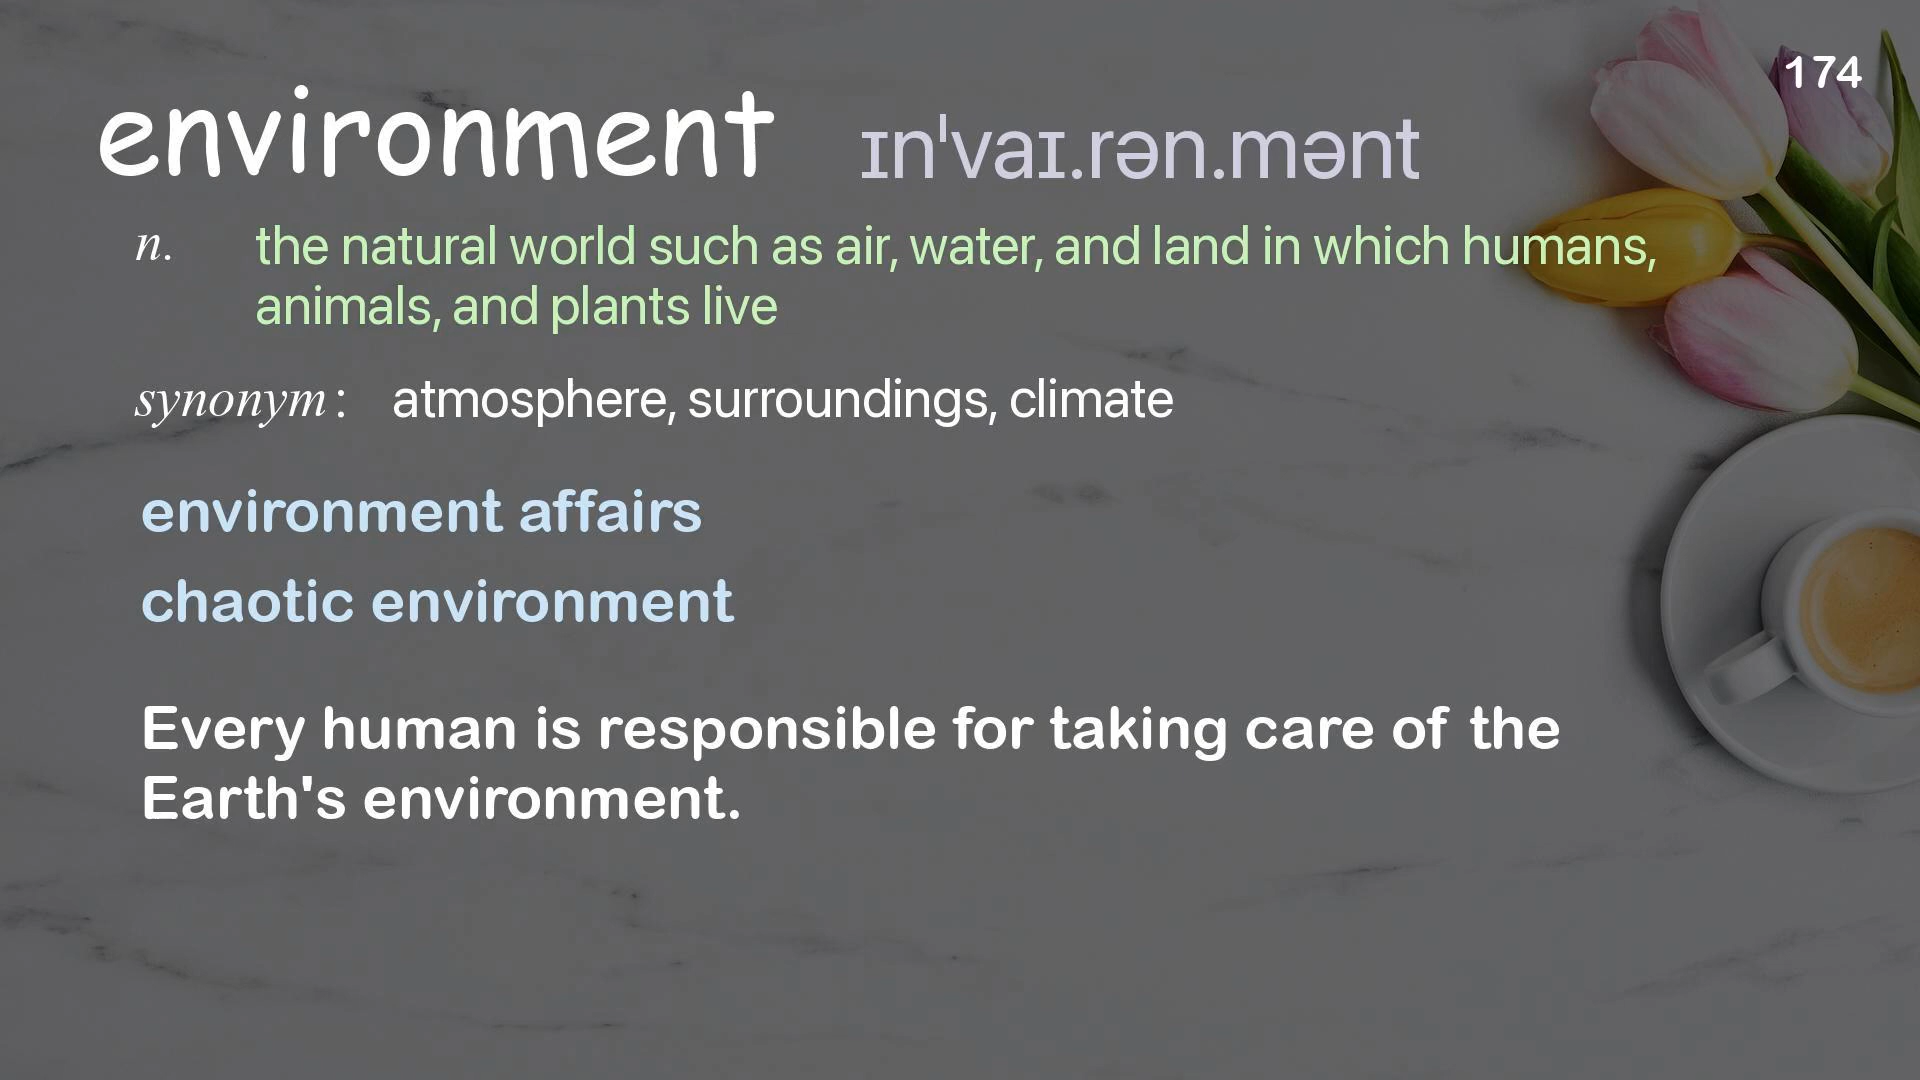 174
environment ɪnˈvaɪ.rən.mənt
n. the natural world such as air, water, and land in which humans,
animals, and plants live
synonym: atmosphere, surroundings, climate
environment affairs
chaotic environment
Every human is responsible for taking care of the
Earth's environment.